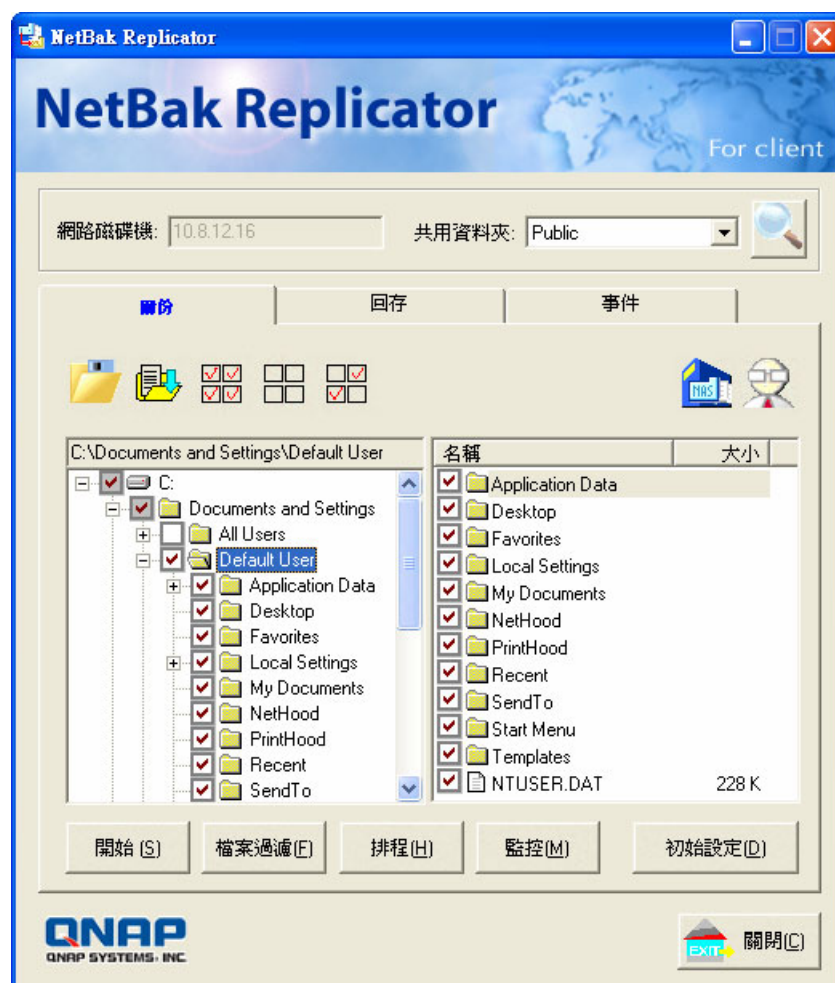 NetBak Replicator
NetBak Replicator
For client
網路磁碟機: 10.8.12.16 共用資料夾: Public
備份 回存 事件
NAS
C:\Documents and Settings\Default User
C:
Documents and Settings
All Users
Default User
Application Data
Desktop
Favorites
Local Settings
My Documents
NetHood
PrintHood
Recent
SendTo
名稱 大小
Application Data
Desktop
Favorites
Local Settings
My Documents
NetHood
PrintHood
Recent
SendTo
Start Menu
Templates
NTUSER.DAT 228 K
開始 (S) 檔案過濾(F) 排程(H) 監控(M) 初始設定(D)
QNAP
QNAP SYSTEMS, INC
EXIT 關閉(C)